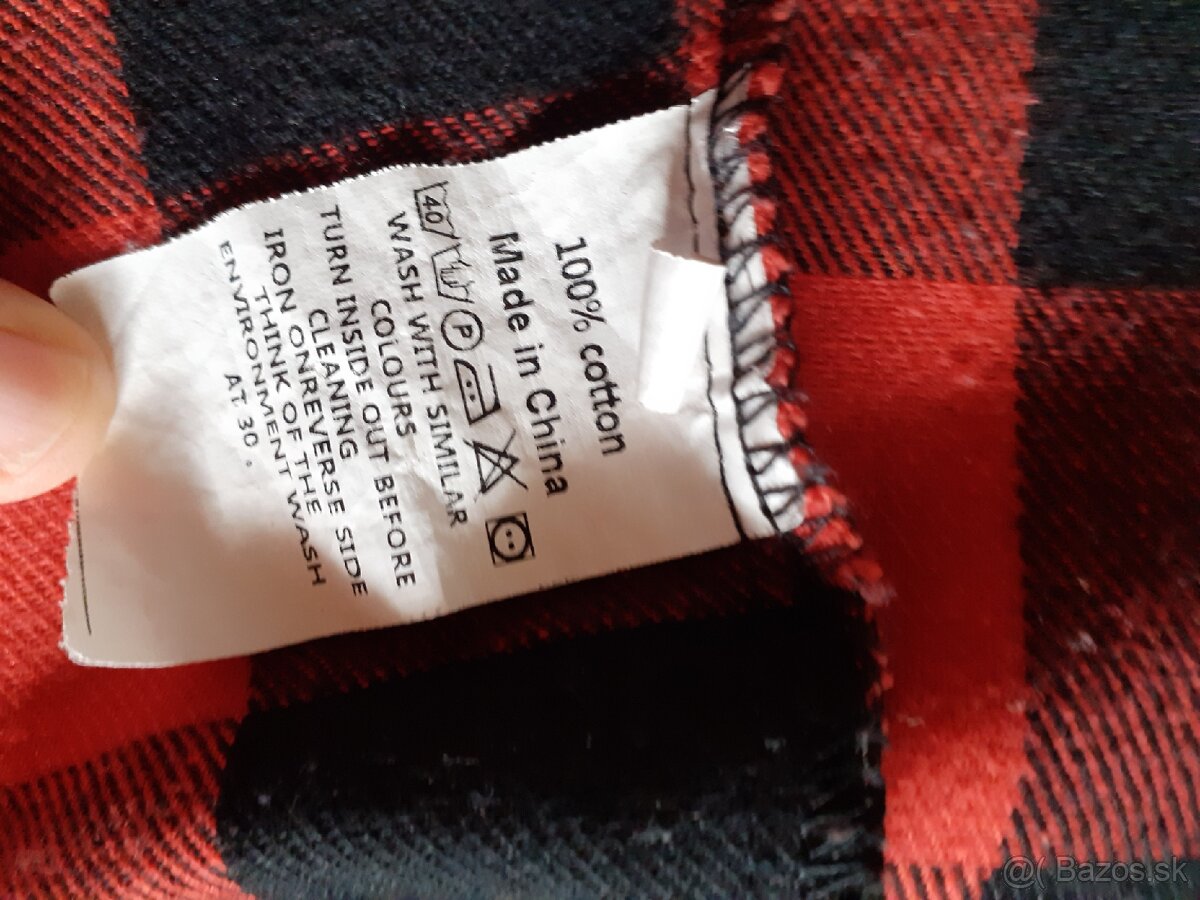 100% cotton
Made in China
40 P
WASH WITH SIMILAR
COLOURS
TURN INSIDE OUT BEFORE
CLEANING
IRON ONREVERSE SIDE
THINK OF THE
ENVIRONMENT WASH
AT 30 .
@( Bazos.sk